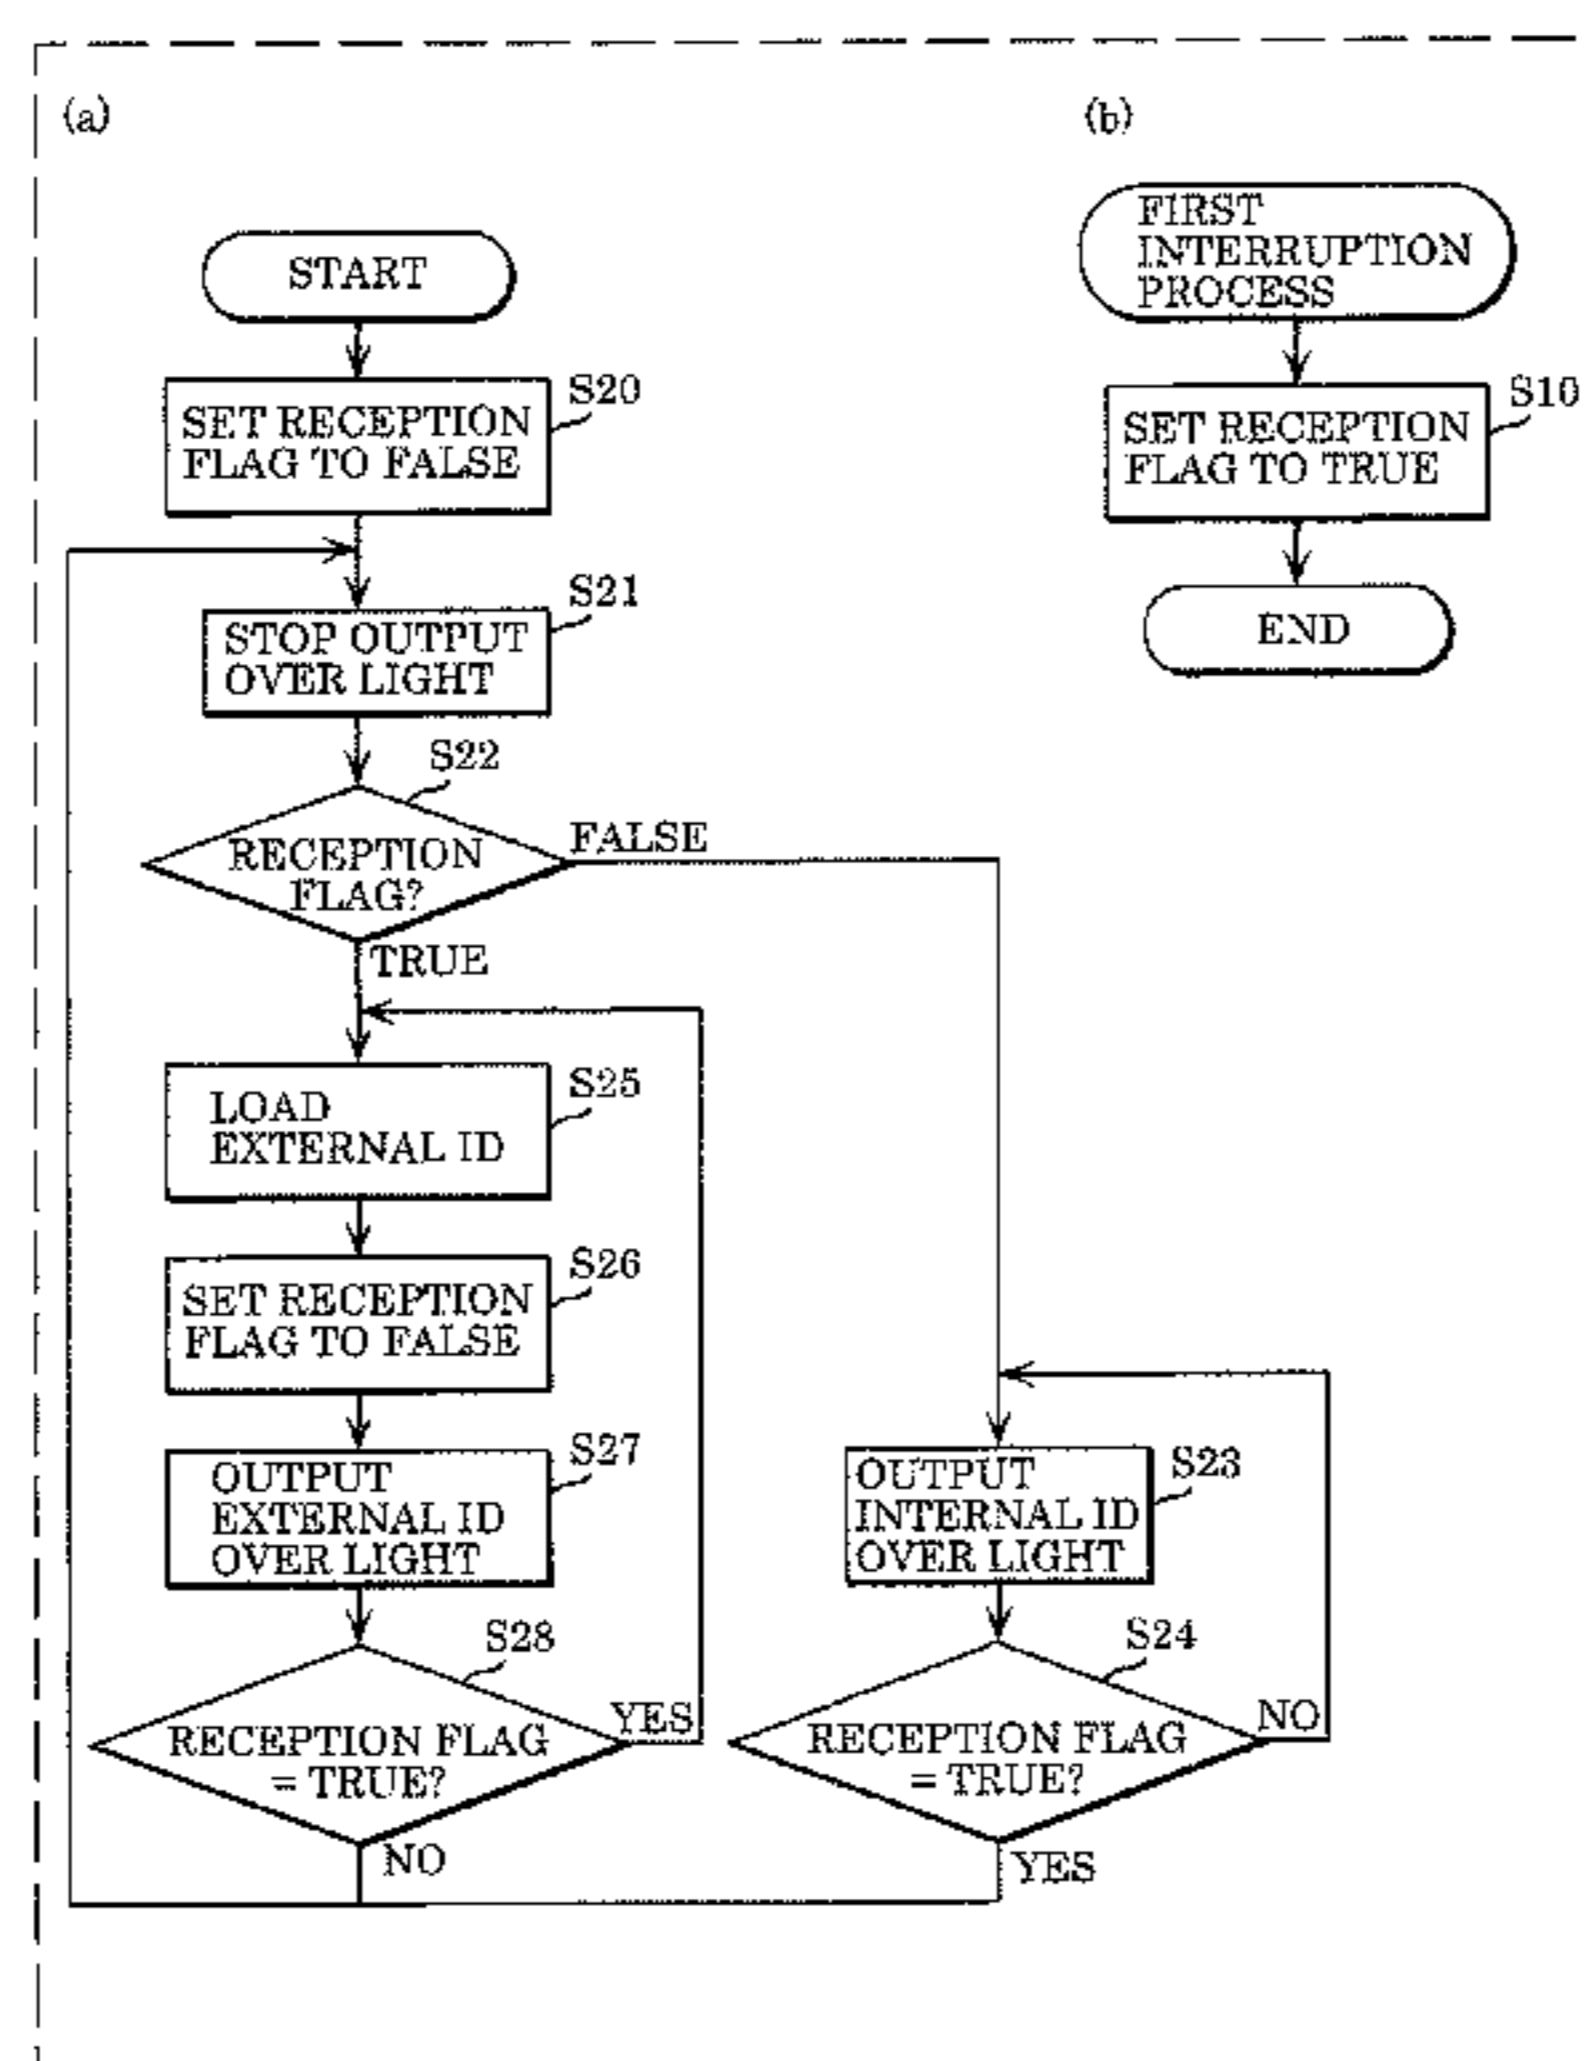 (a)
START
S20
SET RECEPTION
FLAG TO FALSE
S21
STOP OUTPUT
OVER LIGHT
S22
RECEPTION
FLAG?
FALSE
TRUE
S25
LOAD
EXTERNAL ID
S26
SET RECEPTION
FLAG TO FALSE
S27
OUTPUT
EXTERNAL ID
OVER LIGHT
S28
RECEPTION FLAG
= TRUE?
YES
NO
S23
OUTPUT
INTERNAL ID
OVER LIGHT
S24
RECEPTION FLAG
= TRUE?
NO
YES
(b)
FIRST
INTERRUPTION
PROCESS
S10
SET RECEPTION
FLAG TO TRUE
END